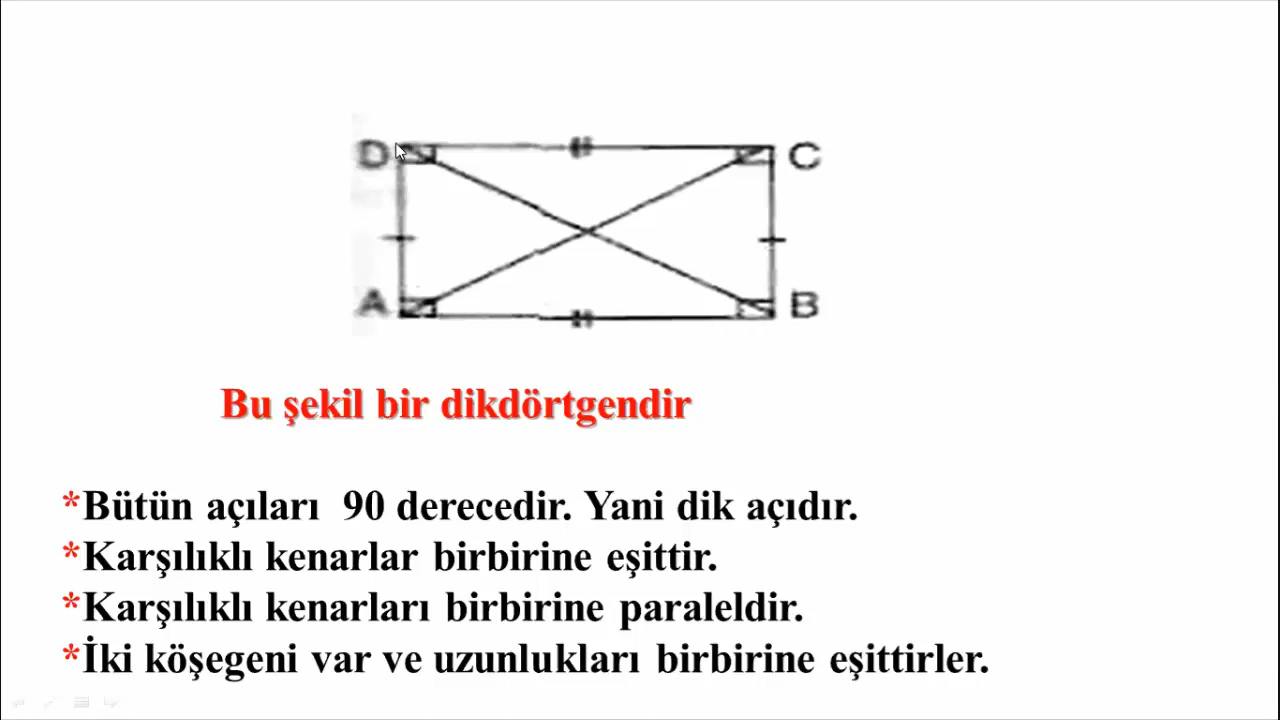 D C
A B
Bu şekil bir dikdörtgendir
*Bütün açıları 90 derecedir. Yani dik açıdır.
*Karşılıklı kenarlar birbirine eşittir.
*Karşılıklı kenarları birbirine paraleldir.
*İki köşegeni var ve uzunlukları birbirine eşittirler.